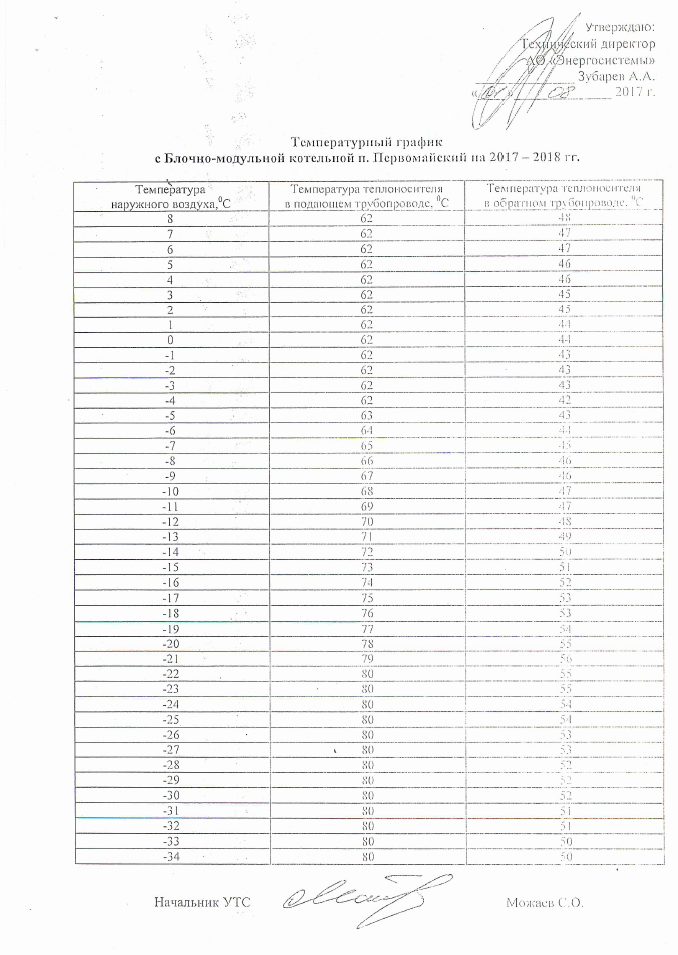 Утверждаю:
Технический директор
АО «Энергосистемы»
Зубарев А.А.
« » 08 2017 г.
Температурный график
с Блочно-модульной котельной п. Первомайский на 2017 – 2018 гг.
Температура наружного воздуха,⁰С Температура теплоносителя в подающем трубопроводе, ⁰С Температура теплоносителя в обратном трубопроводе, ⁰С
8 62 48
7 62 47
6 62 47
5 62 46
4 62 46
3 62 45
2 62 45
1 62 44
0 62 44
-1 62 43
-2 62 43
-3 62 43
-4 62 42
-5 63 43
-6 64 44
-7 65 45
-8 66 46
-9 67 46
-10 68 47
-11 69 47
-12 70 48
-13 71 49
-14 72 50
-15 73 51
-16 74 52
-17 75 53
-18 76 53
-19 77 54
-20 78 55
-21 79 56
-22 80 55
-23 80 55
-24 80 54
-25 80 54
-26 80 53
-27 80 53
-28 80 52
-29 80 52
-30 80 52
-31 80 51
-32 80 51
-33 80 50
-34 80 50
Начальник УТС Можаев С.О.